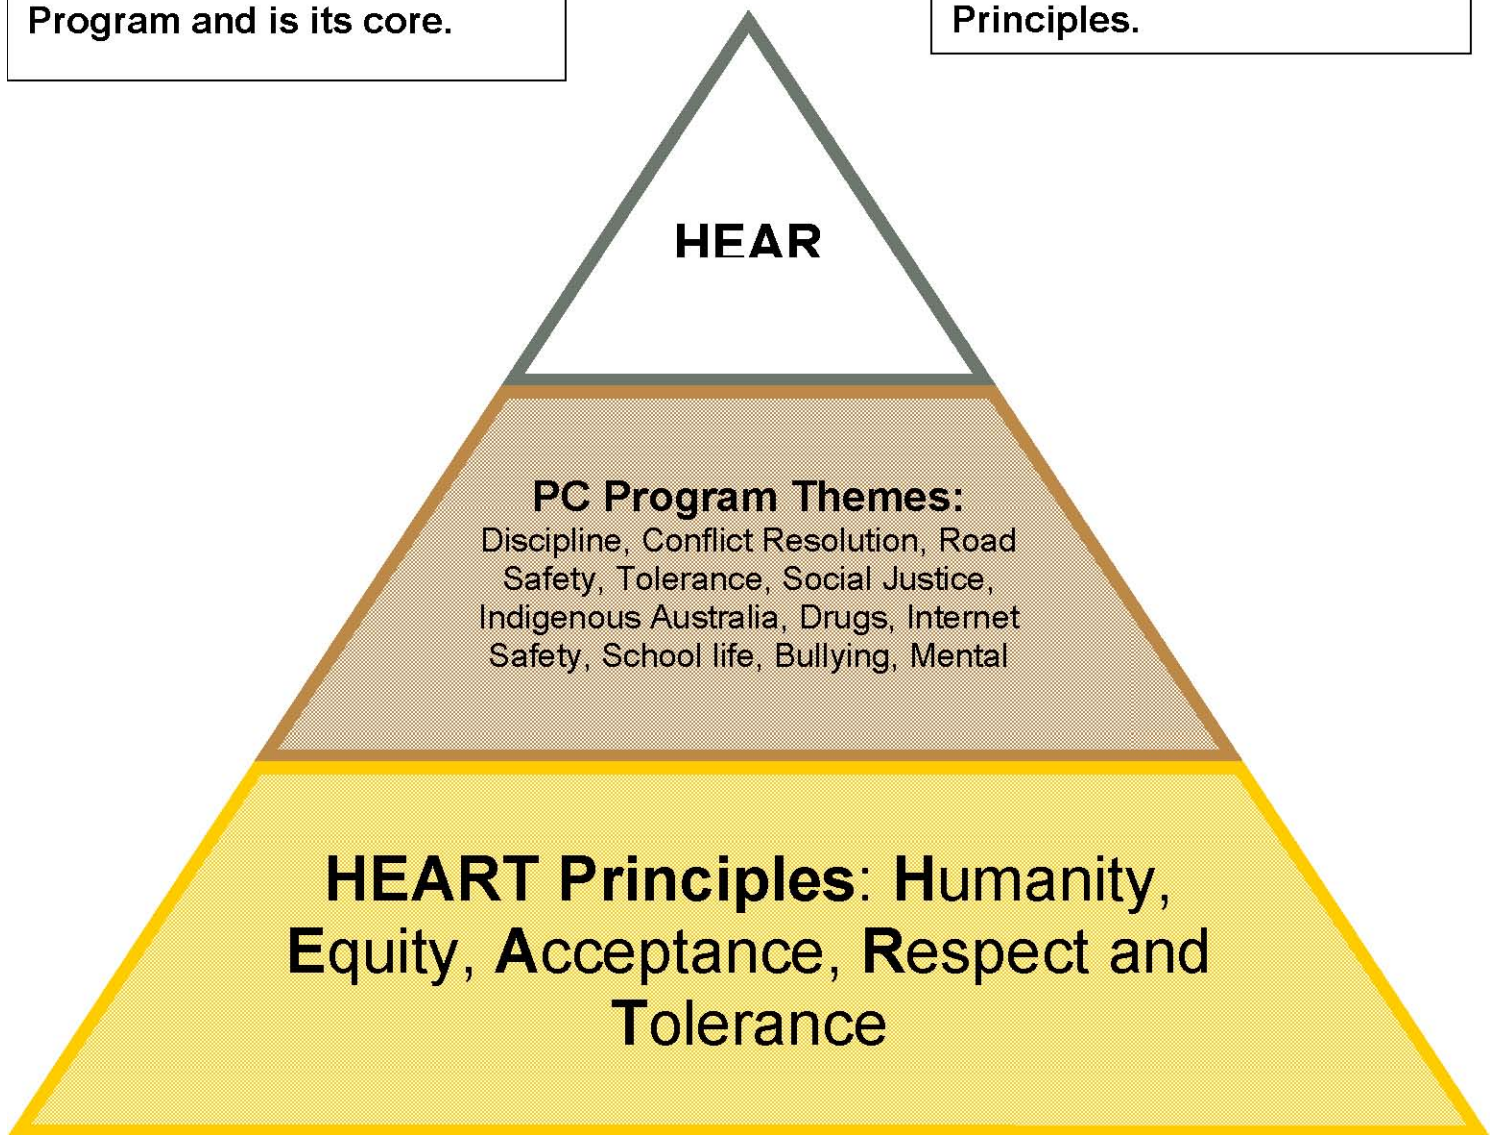 Program and is its core.
Principles.
HEAR
PC Program Themes:
Discipline, Conflict Resolution, Road
Safety, Tolerance, Social Justice,
Indigenous Australia, Drugs, Internet
Safety, School life, Bullying, Mental
HEART Principles: Humanity,
Equity, Acceptance, Respect and
Tolerance